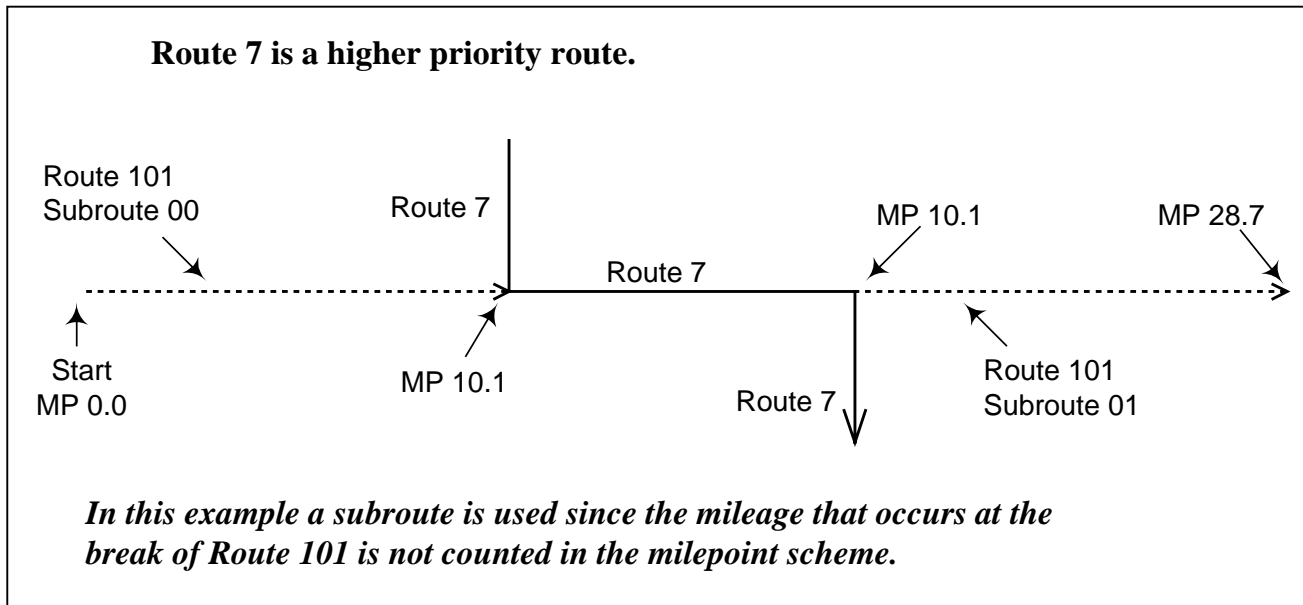 Route 7 is a higher priority route.
Route 101
Subroute 00
Route 7
MP 10.1
MP 28.7
Route 7
Start
MP 0.0
MP 10.1
Route 7
Route 101
Subroute 01
In this example a subroute is used since the mileage that occurs at the
break of Route 101 is not counted in the milepoint scheme.